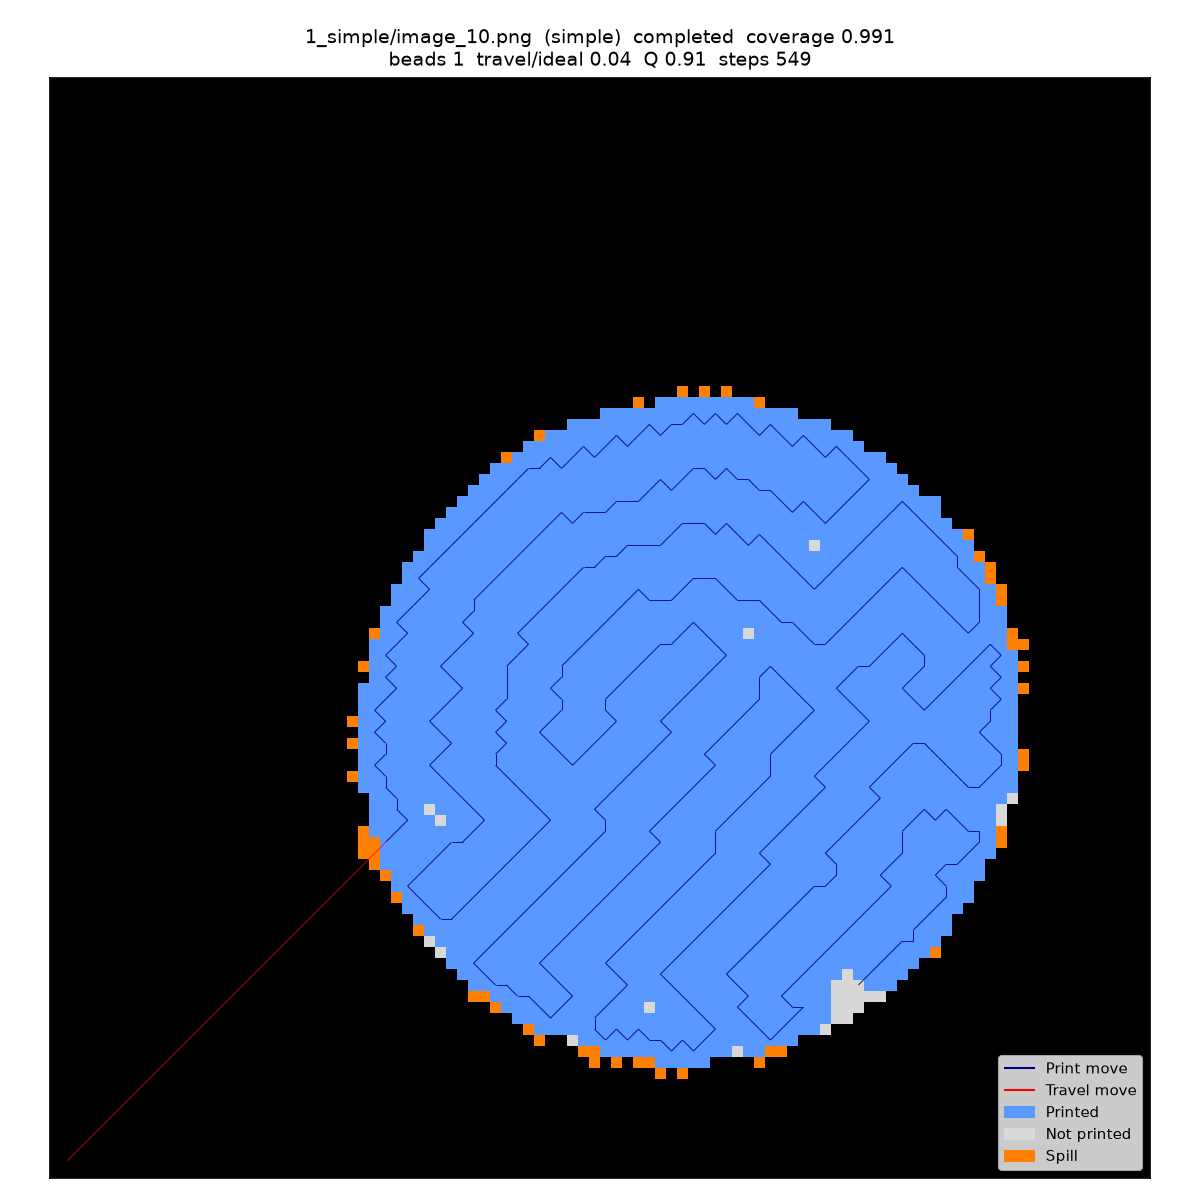 1_simple/image_10.png  (simple)  completed  coverage 0.991
beads 1  travel/ideal 0.04  Q 0.91  steps 549
Print move
Travel move
Printed
Not printed
Spill